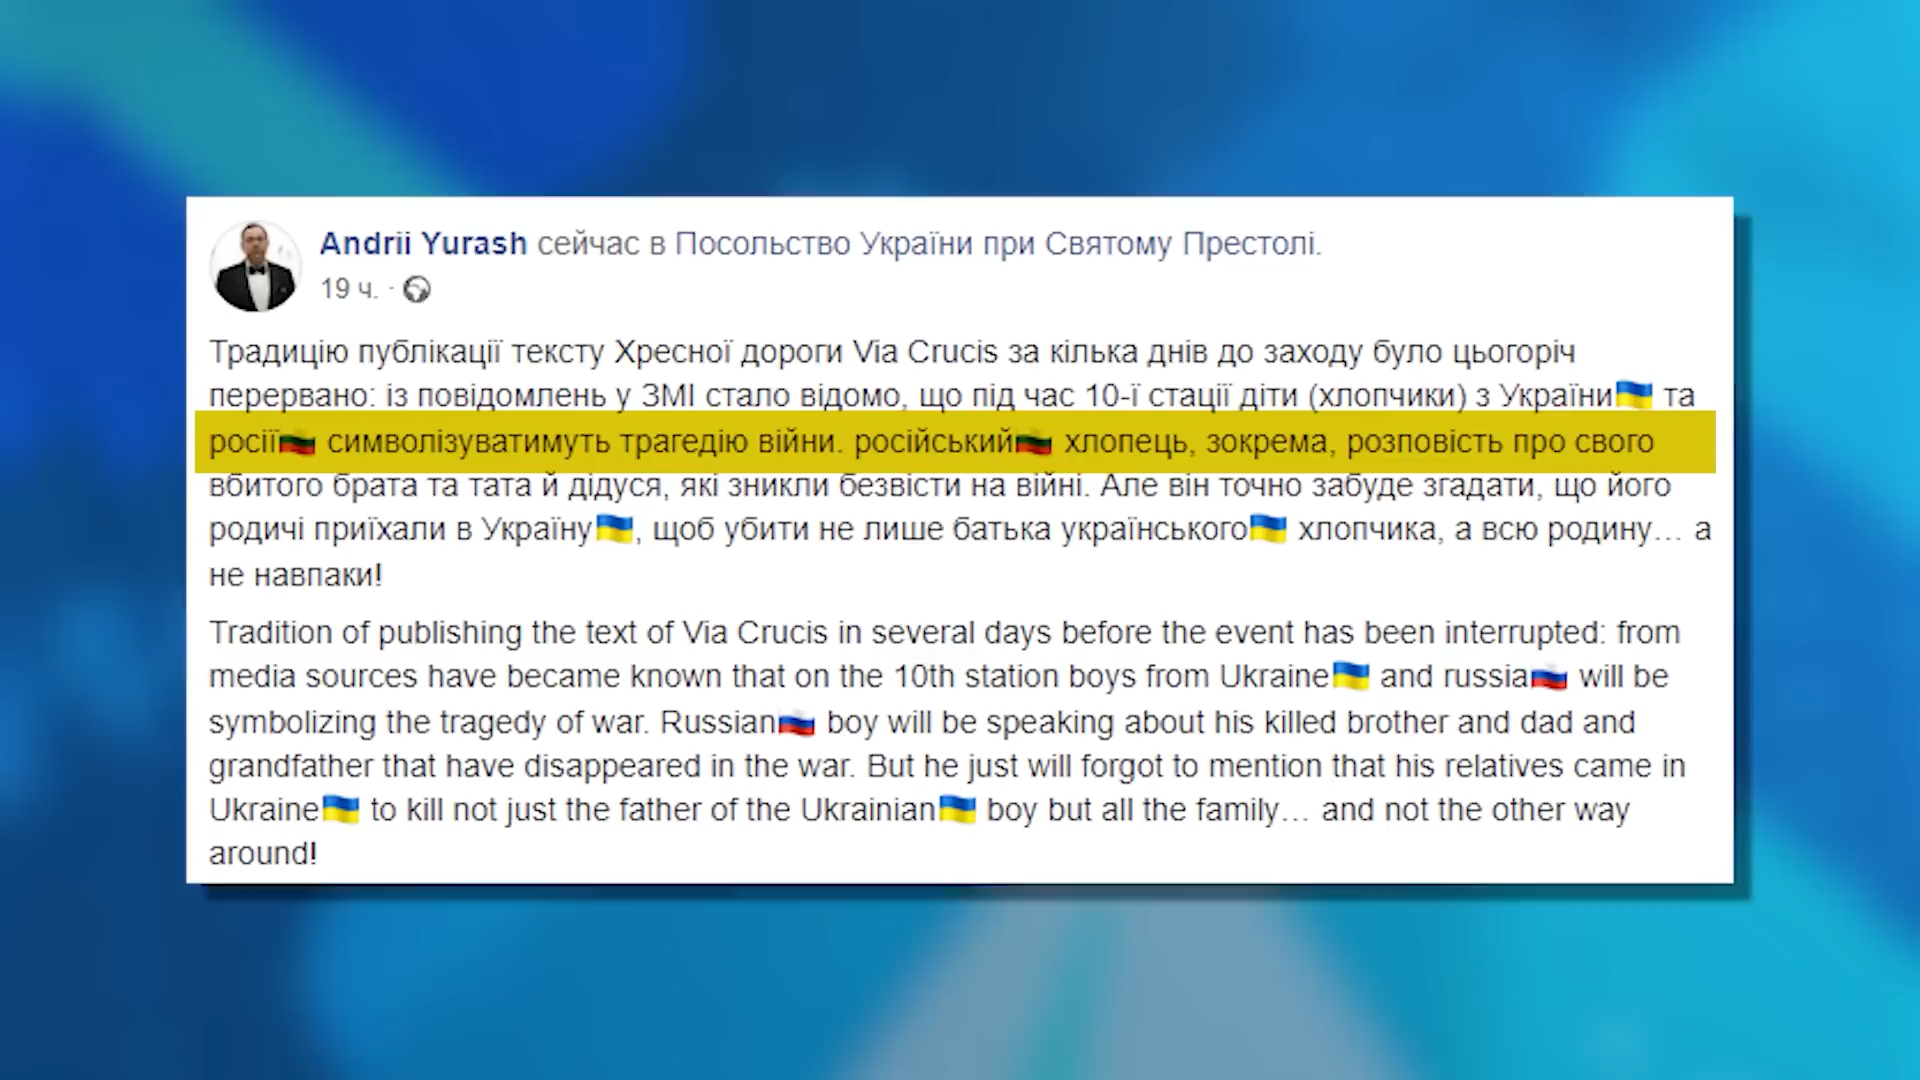 Andrii Yurash сейчас в Посольство України при Святому Престолі.
19 ч. ·
Традицію публікації тексту Хресної дороги Via Crucis за кілька днів до заходу було цьогоріч
перервано: із повідомлень у ЗМІ стало відомо, що під час 10-ї стації діти (хлопчики) з України🇺🇦 та
росії🇷🇺 символізуватимуть трагедію війни. російський🇷🇺 хлопець, зокрема, розповість про свого
вбитого брата та тата й дідуся, які зникли безвісти на війні. Але він точно забуде згадати, що його
родичі приїхали в Україну🇺🇦, щоб убити не лише батька українського🇺🇦 хлопчика, а всю родину… а
не навпаки!
Tradition of publishing the text of Via Crucis in several days before the event has been interrupted: from
media sources have became known that on the 10th station boys from Ukraine🇺🇦 and russia🇷🇺 will be
symbolizing the tragedy of war. Russian🇷🇺 boy will be speaking about his killed brother and dad and
grandfather that have disappeared in the war. But he just will forgot to mention that his relatives came in
Ukraine🇺🇦 to kill not just the father of the Ukrainian🇺🇦 boy but all the family… and not the other way
around!